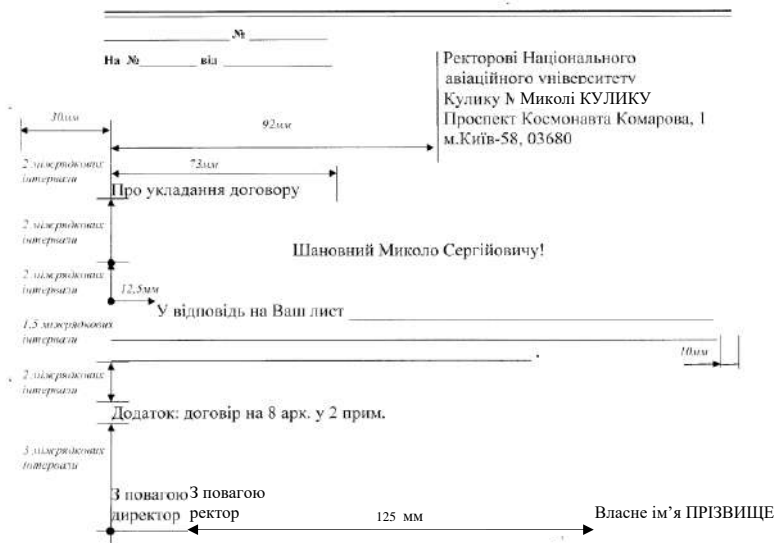 №
На № від
Ректорові Національного
авіаційного університету
Кулику М Миколі КУЛИКУ
Проспект Космонавта Комарова, 1
м.Київ-58, 03680
30мм
92мм
2 міжрядкових
інтервали
73мм
Про укладання договору
2 міжрядкових
інтервали
Шановний Миколо Сергійовичу!
2 міжрядкових
інтервали
12,5мм
У відповідь на Ваш лист
1,5 міжрядкових
інтервали
10мм
2 міжрядкових
інтервали
Додаток: договір на 8 арк. у 2 прим.
3 міжрядкових
інтервали
З повагою З повагою
директор ректор
125 мм
Власне ім’я ПРІЗВИЩЕ